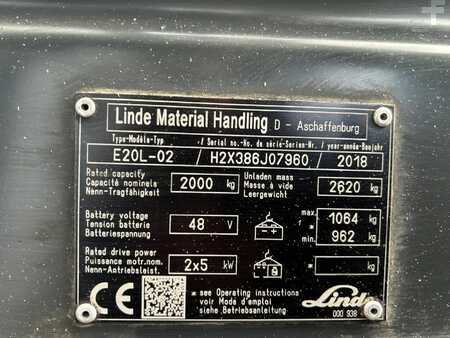 Linde Material Handling D - Aschaffenburg
Type-Modèle-Typ / Serial no.-No. de série-Serien-Nr. / year-année-Baujahr
E20L-02 / H2X386J07960 / 2018
Rated capacity
Capacité nominale
Nenn-Tragfähigkeit
2000 kg
Unladen mass
Masse à vide
Leergewicht
2620 kg
Battery voltage
Tension batterie
Batteriespannung
48 V
max. 1064 kg
*
min. 962 kg
Rated drive power
Puissance motr.nom.
Nenn-Antriebsleist.
2x5 kW
* * kg
CE
* see Operating instructions
voir Mode d'emploi
siehe Betriebsanleitung
Linde
000 938